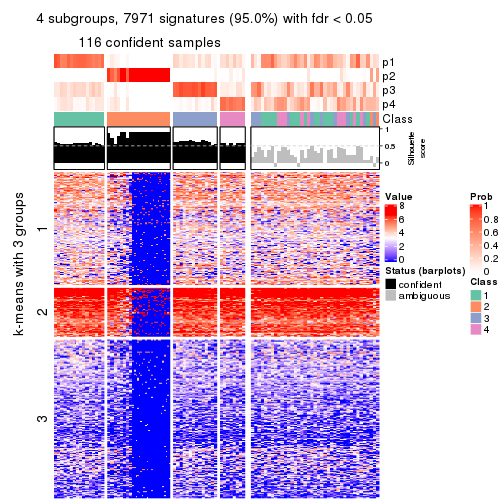 4 subgroups, 7971 signatures (95.0%) with fdr < 0.05
116 confident samples
p1
p2
p3
p4
Class
1
0.5
0
Silhouette
score
k-means with 3 groups
1
2
3
Value
8
6
4
2
0
Status (barplots)
confident
ambiguous
Prob
1
0.8
0.6
0.4
0.2
0
Class
1
2
3
4